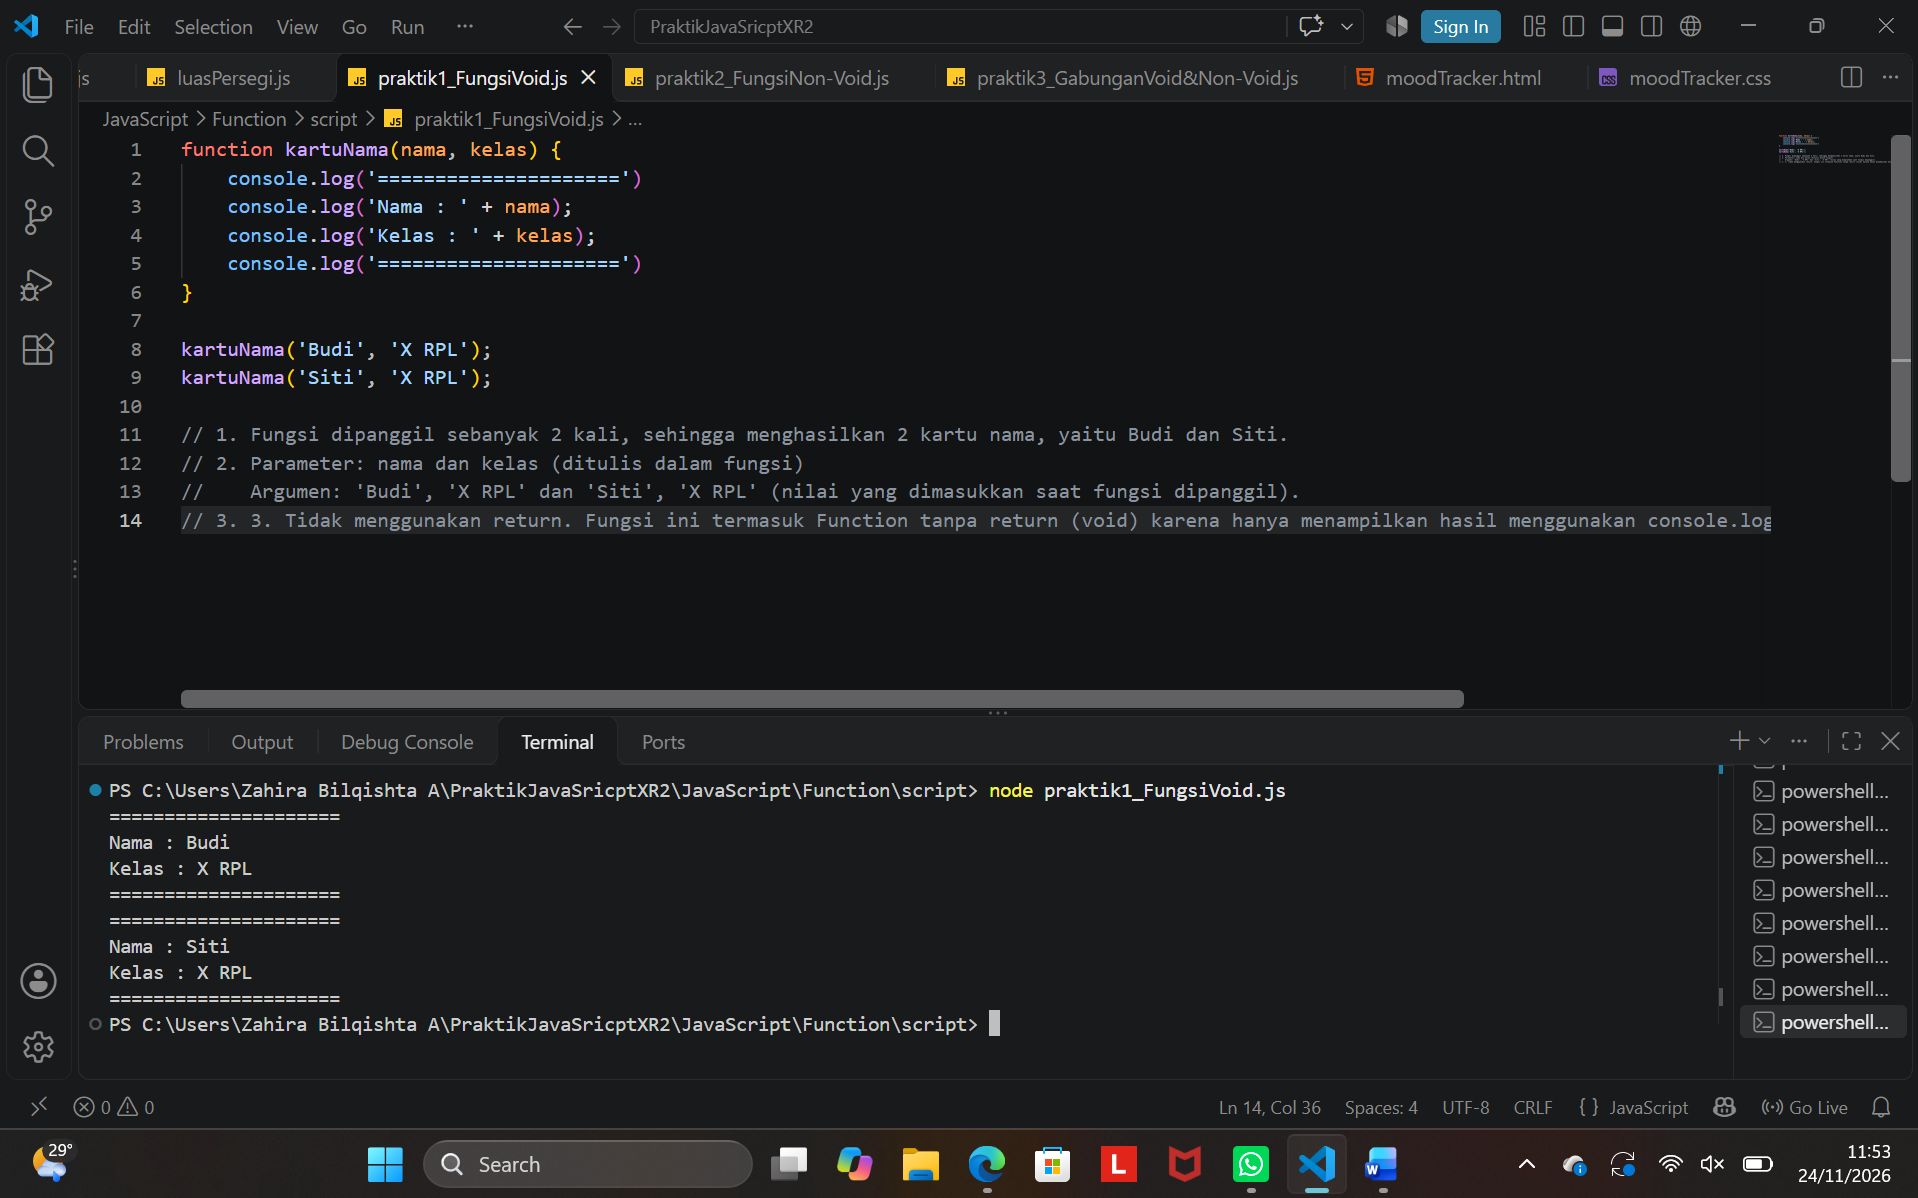 File Edit Selection View Go Run ··· PraktikJavaSricptXR2 Sign In
js luasPersegi.js praktik1_FungsiVoid.js praktik2_FungsiNon-Void.js praktik3_GabunganVoid&Non-Void.js moodTracker.html moodTracker.css
JavaScript > Function > script > JS praktik1_FungsiVoid.js > ...
1 function kartuNama(nama, kelas) {
2 console.log('=====================')
3 console.log('Nama : ' + nama);
4 console.log('Kelas : ' + kelas);
5 console.log('=====================')
6 }
7
8 kartuNama('Budi', 'X RPL');
9 kartuNama('Siti', 'X RPL');
10
11 // 1. Fungsi dipanggil sebanyak 2 kali, sehingga menghasilkan 2 kartu nama, yaitu Budi dan Siti.
12 // 2. Parameter: nama dan kelas (ditulis dalam fungsi)
13 //    Argumen: 'Budi', 'X RPL' dan 'Siti', 'X RPL' (nilai yang dimasukkan saat fungsi dipanggil).
14 // 3. 3. Tidak menggunakan return. Fungsi ini termasuk Function tanpa return (void) karena hanya menampilkan hasil menggunakan console.log
Problems Output Debug Console Terminal Ports
PS C:\Users\Zahira Bilqishta A\PraktikJavaSricptXR2\JavaScript\Function\script> node praktik1_FungsiVoid.js
=====================
Nama : Budi
Kelas : X RPL
=====================
=====================
Nama : Siti
Kelas : X RPL
=====================
PS C:\Users\Zahira Bilqishta A\PraktikJavaSricptXR2\JavaScript\Function\script>
powershell...
powershell...
powershell...
powershell...
powershell...
powershell...
powershell...
powershell...
0 0 Ln 14, Col 36 Spaces: 4 UTF-8 CRLF { } JavaScript Go Live
29° Search 11:53
24/11/2026